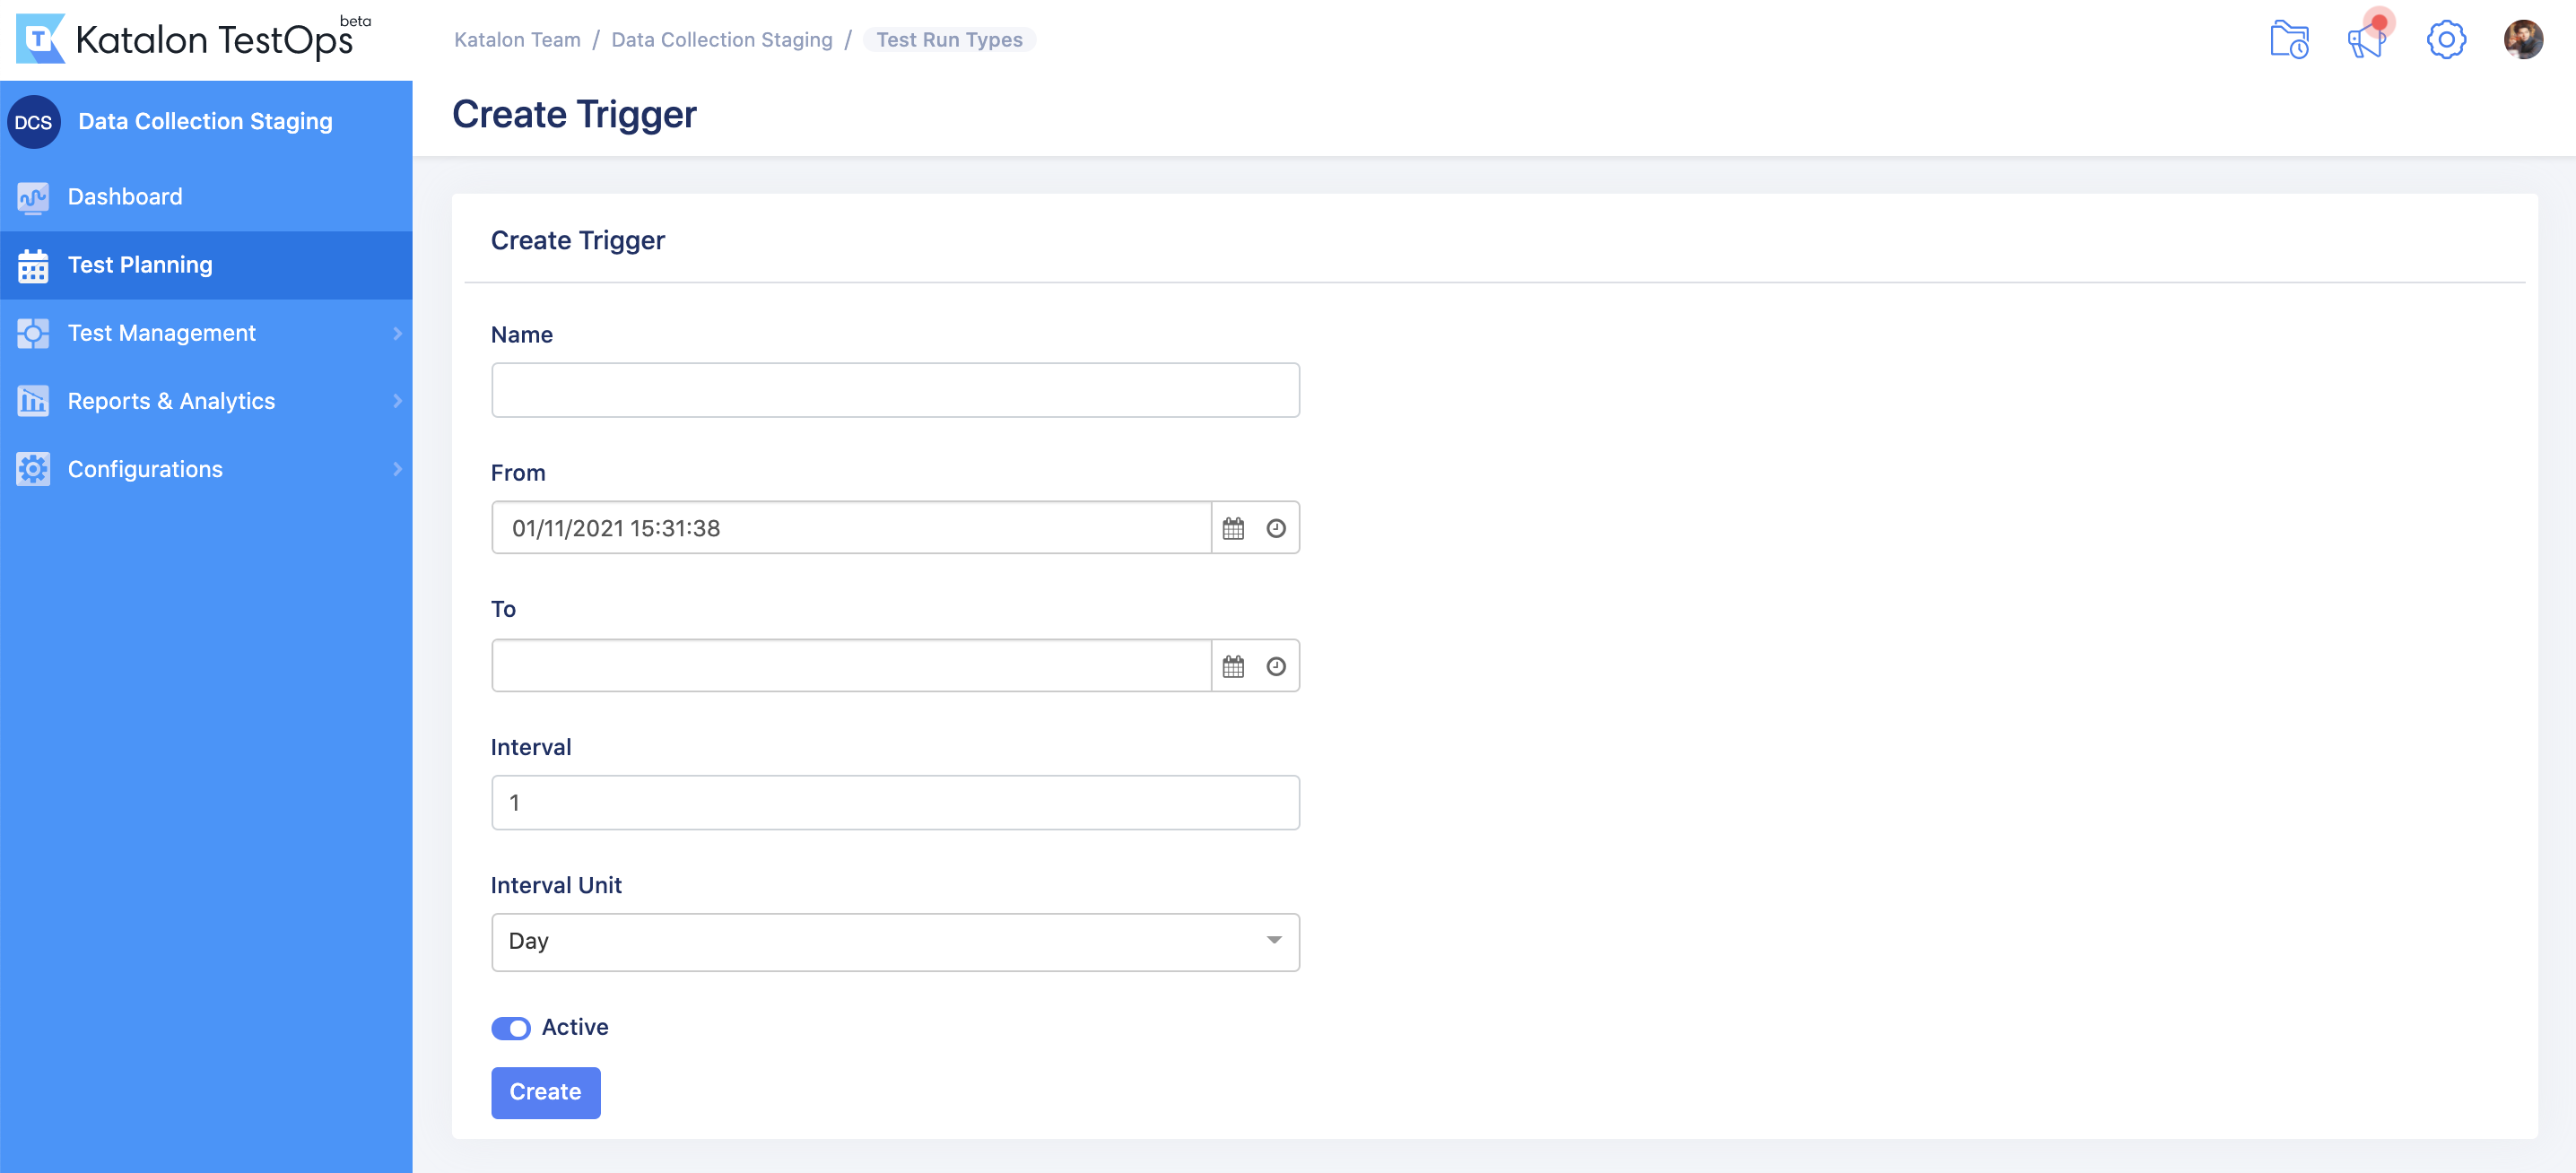 Katalon TestOps beta
Katalon Team / Data Collection Staging / Test Run Types
DCS Data Collection Staging
Dashboard
Test Planning
Test Management
Reports & Analytics
Configurations
Create Trigger
Create Trigger
Name
From
01/11/2021 15:31:38
To
Interval
1
Interval Unit
Day
Active
Create